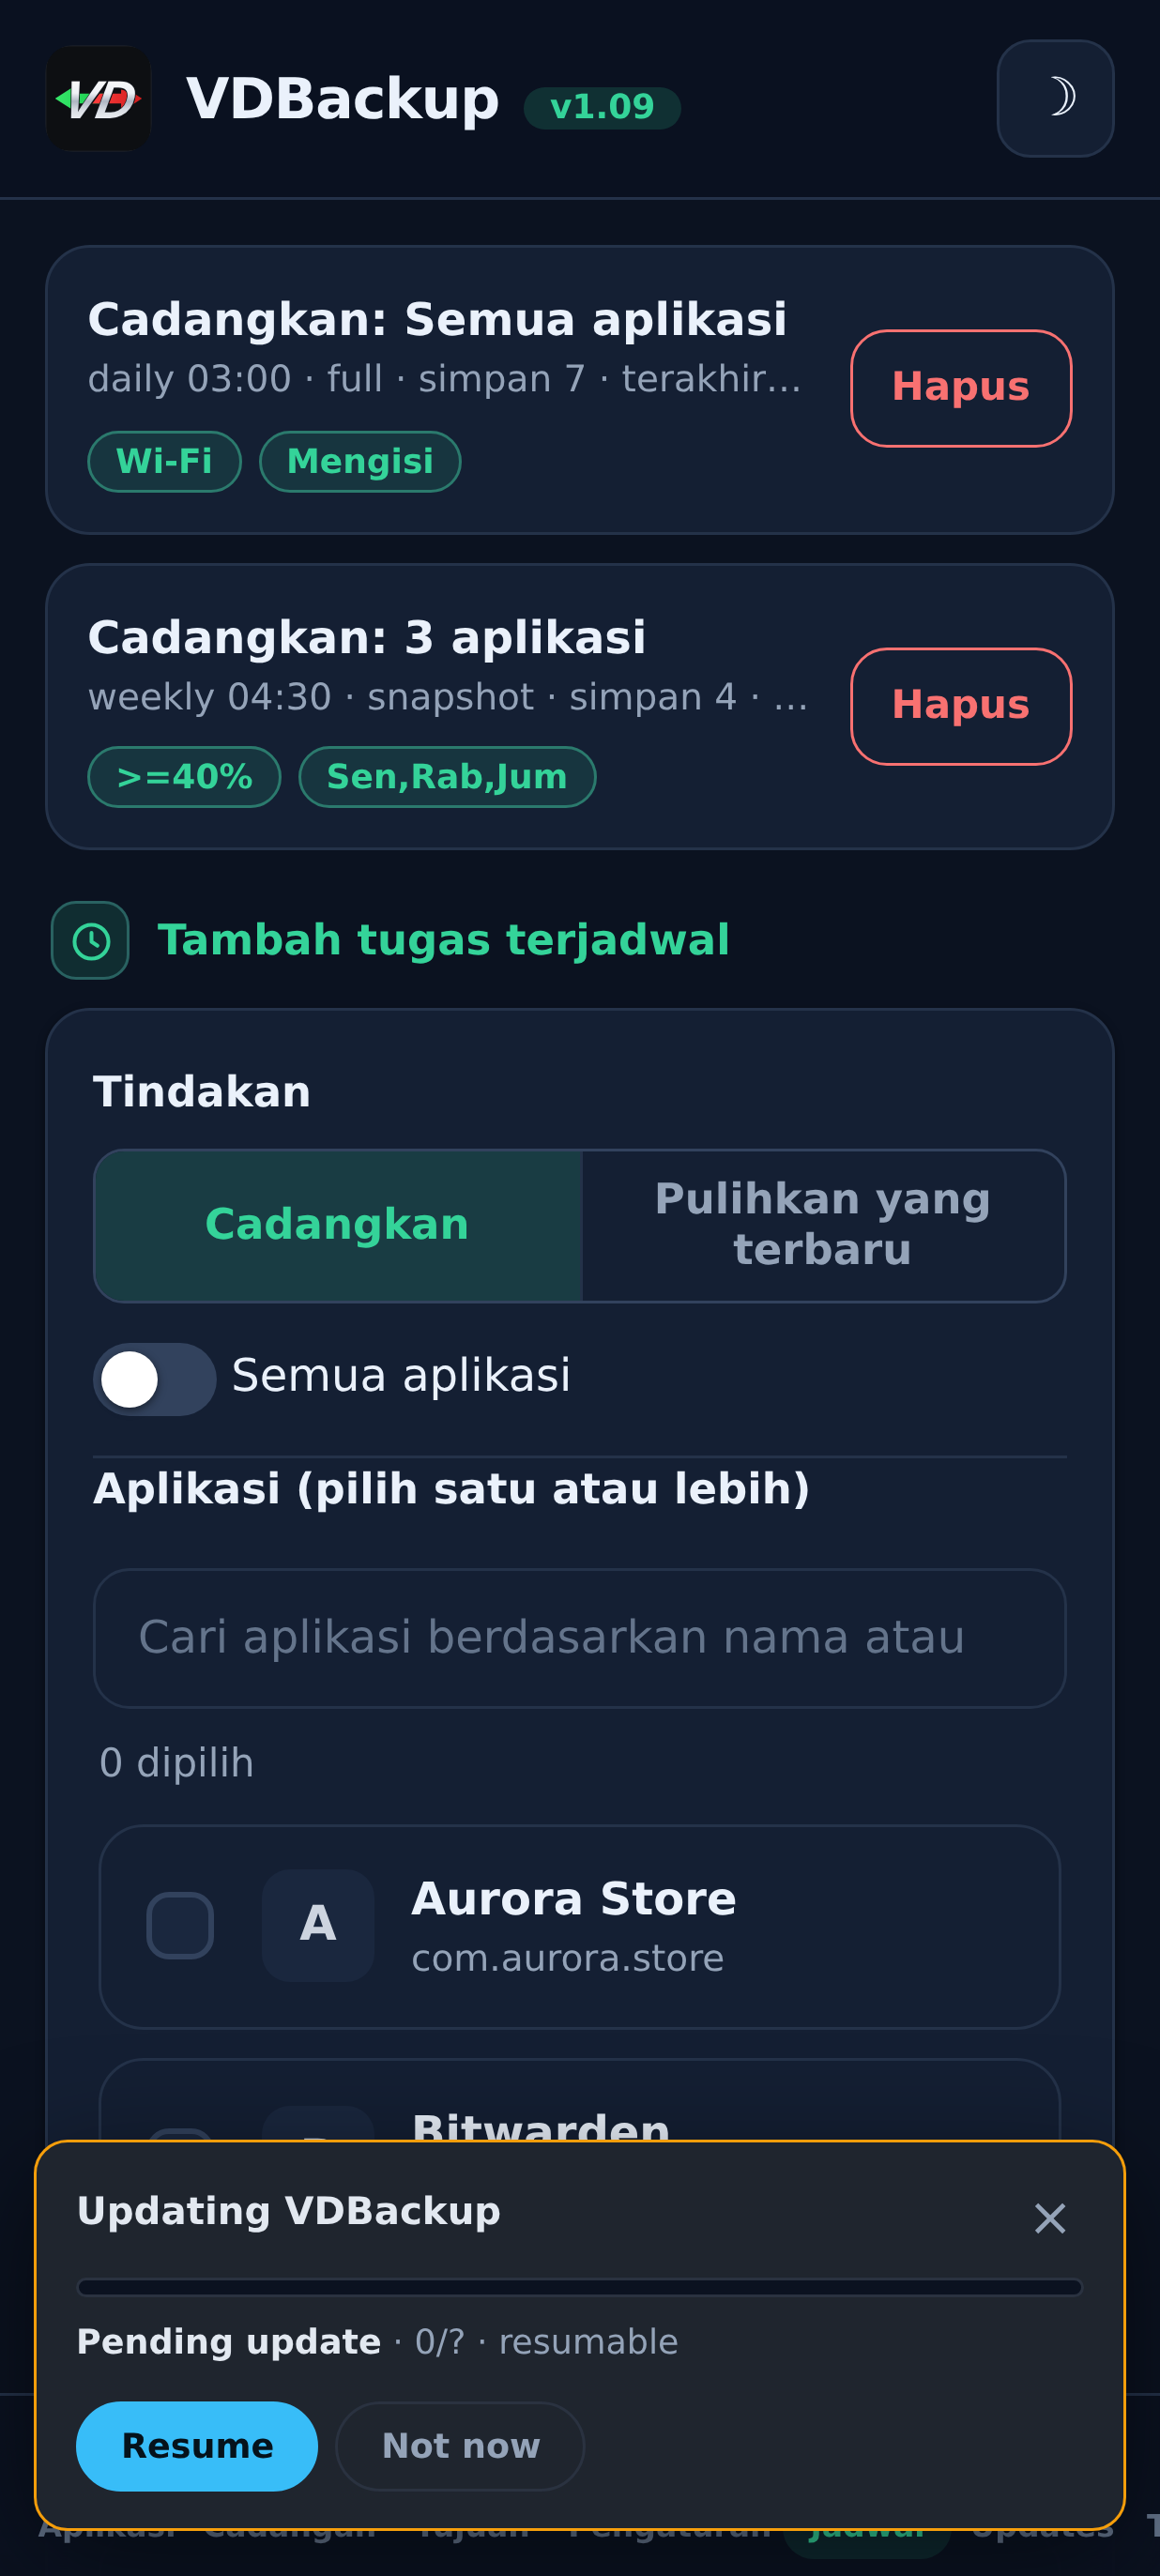 VD
VDBackup v1.09
Cadangkan: Semua aplikasi
daily 03:00 · full · simpan 7 · terakhir...
Hapus
Wi-Fi
Mengisi
Cadangkan: 3 aplikasi
weekly 04:30 · snapshot · simpan 4 · ...
Hapus
>=40%
Sen,Rab,Jum
Tambah tugas terjadwal
Tindakan
Cadangkan
Pulihkan yang
terbaru
Semua aplikasi
Aplikasi (pilih satu atau lebih)
Cari aplikasi berdasarkan nama atau
0 dipilih
A
Aurora Store
com.aurora.store
Bitwarden
Updating VDBackup
×
Pending update · 0/? · resumable
Resume
Not now